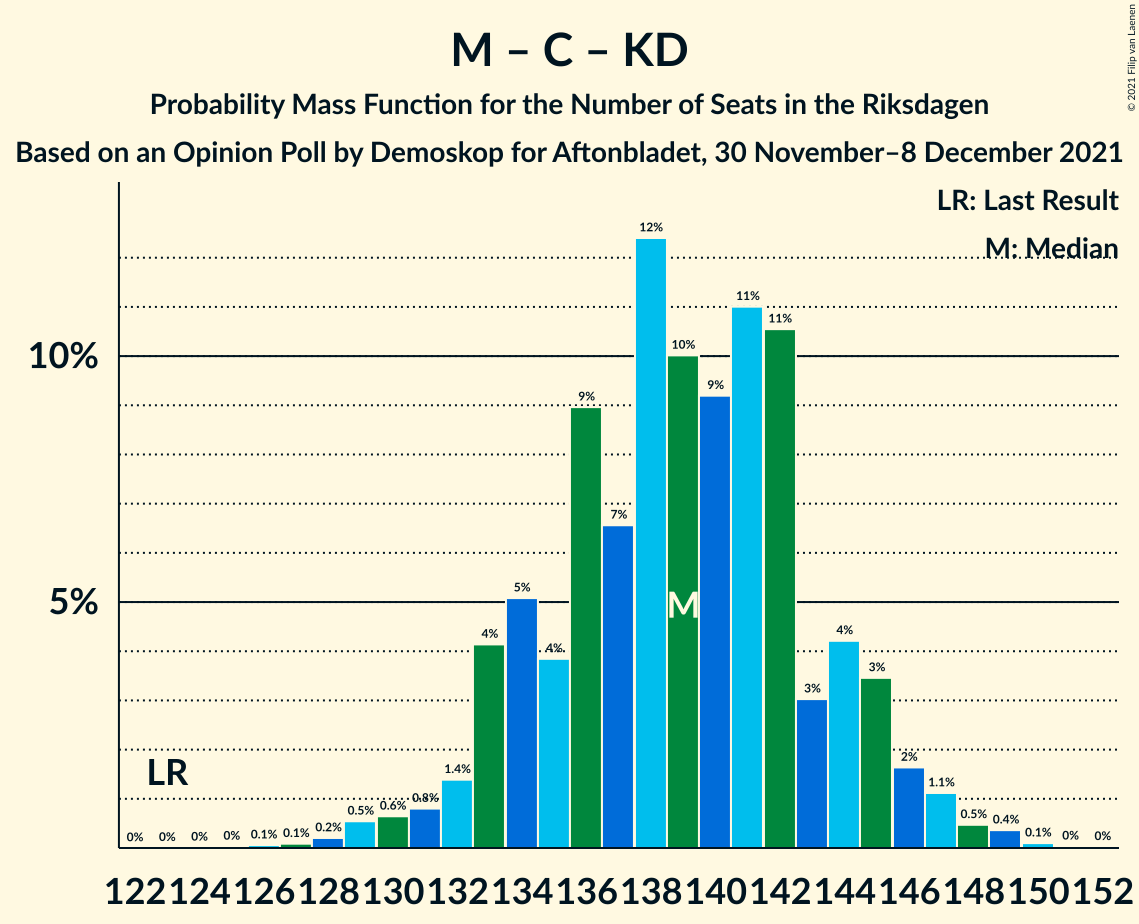 © 2021 Filip van Laenen
M – C – KD
Probability Mass Function for the Number of Seats in the Riksdagen
Based on an Opinion Poll by Demoskop for Aftonbladet, 30 November–8 December 2021
LR: Last Result
M: Median
10%
5%
LR
M
0% 0% 0% 0% 0.1% 0.1% 0.2% 0.5% 0.6% 0.8% 1.4% 4% 5% 4% 9% 7% 12% 10% 9% 11% 11% 3% 4% 3% 2% 1.1% 0.5% 0.4% 0.1% 0% 0%
122 124 126 128 130 132 134 136 138 140 142 144 146 148 150 152